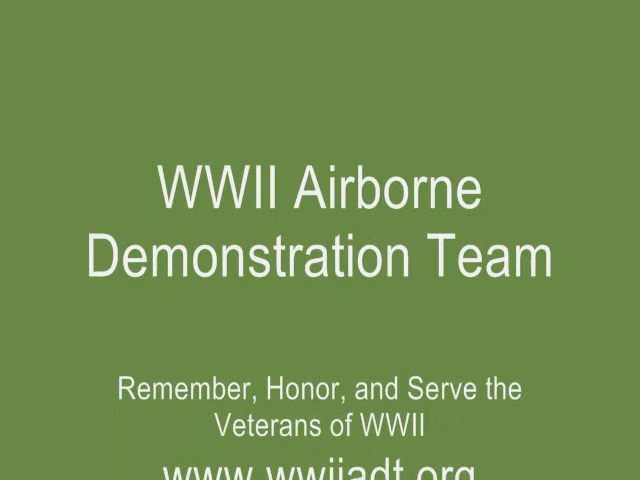 WWII Airborne
Demonstration Team
Remember, Honor, and Serve the
Veterans of WWII
www.wwiiadt.org